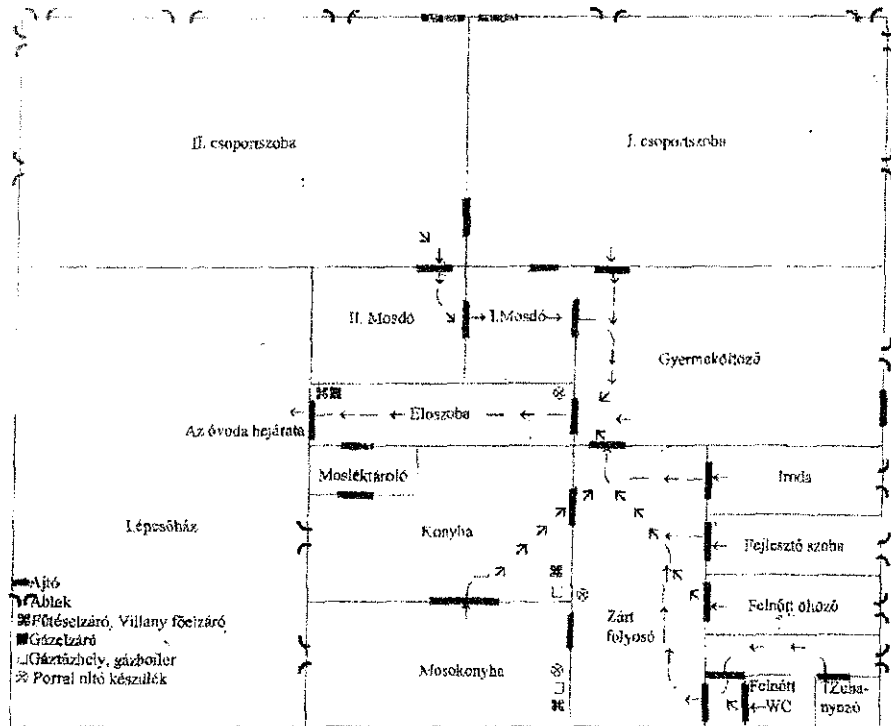 II. csoportszoba
I. csoportszoba
II. Mosdó
I.Mosdó
Gyermeköltöző
Előszoba
Az óvoda bejárata
Mosléktároló
Iroda
Lépcsőház
Konyha
Fejlesztő szoba
Felnőtt öltöző
Zárt
folyosó
Mosókonyha
Felnőtt
WC
Zuha-
nyozó
Ajtó
Ablak
Fűtéselzáró, Villany főelzáró
Gázelzáró
Gáztűzhely, gázboiler
Porral oltó készülék